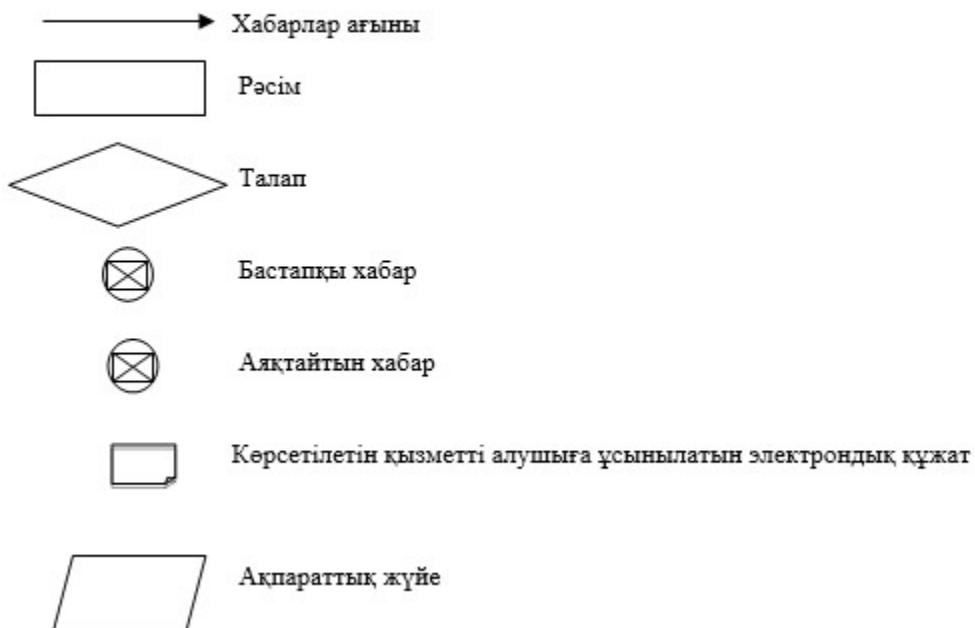 Хабарлар ағыны
Рәсім
Талап
Бастапқы хабар
Аяқтайтын хабар
Көрсетілетін қызметті алушыға ұсынылатын электрондық құжат
Ақпараттық жүйе